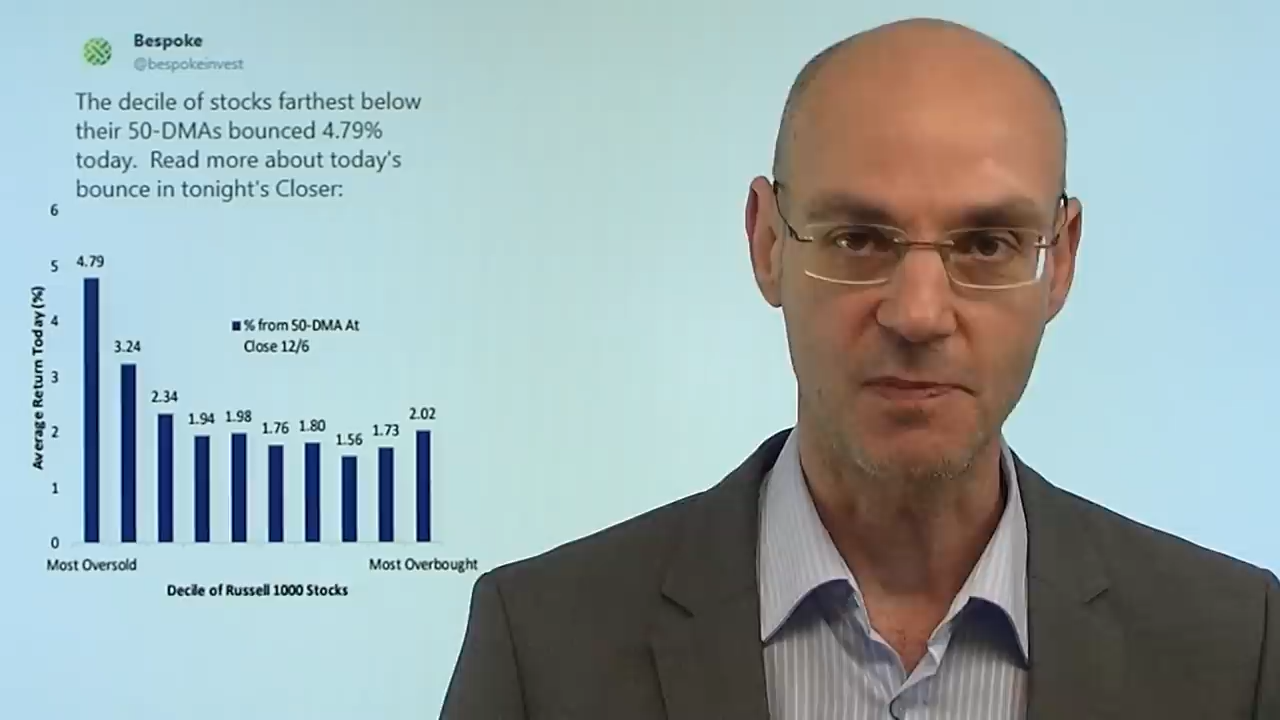 Bespoke
@bespokeinvest
The decile of stocks farthest below
their 50-DMAs bounced 4.79%
today.  Read more about today's
bounce in tonight's Closer:
6
5
4
3
2
1
0
Average Return Today (%)
4.79
3.24
2.34
1.94
1.98
1.76
1.80
1.56
1.73
2.02
% from 50-DMA At
Close 12/6
Most Oversold
Most Overbought
Decile of Russell 1000 Stocks